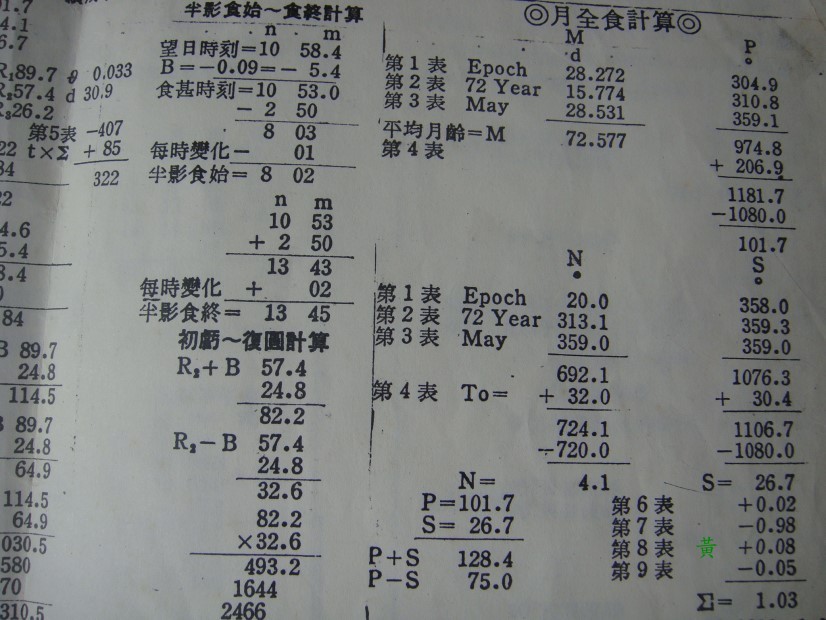 1.7
4.1
6.7
R₁89.7 θ 0.033
R₂57.4 d 30.9
R₃26.2
第5表 -407
22 t×Σ + 85
84 322
22
4.6
5.4
3.4
0
84
B 89.7
24.8
114.5
B 89.7
24.8
64.9
114.5
64.9
030.5
580
70
310.5
半影食始～食終計算
n m
望日時刻=10 58.4
B=-0.09=- 5.4
食甚時刻=10 53.0
- 2 50
8 03
每時變化- 01
半影食始= 8 02
n m
10 53
+ 2 50
13 43
每時變化 + 02
半影食終= 13 45
初虧～復圓計算
R₂+B 57.4
24.8
82.2
R₂-B 57.4
24.8
32.6
82.2
×32.6
493.2
1644
2466
◎月全食計算◎
M P
d °
第1表 Epoch 28.272 304.9
第2表 72 Year 15.774 310.8
第3表 May 28.531 359.1
平均月齡=M 72.577 974.8
第4表 + 206.9
1181.7
-1080.0
101.7
N S
第1表 Epoch 20.0 358.0
第2表 72 Year 313.1 359.3
第3表 May 359.0 359.0
692.1 1076.3
第4表 To= + 32.0 + 30.4
724.1 1106.7
-720.0 -1080.0
N= 4.1 S= 26.7
P=101.7 第6表 +0.02
S= 26.7 第7表 -0.98
P+S 128.4 第8表 黃 +0.08
P-S 75.0 第9表 -0.05
Σ= 1.03